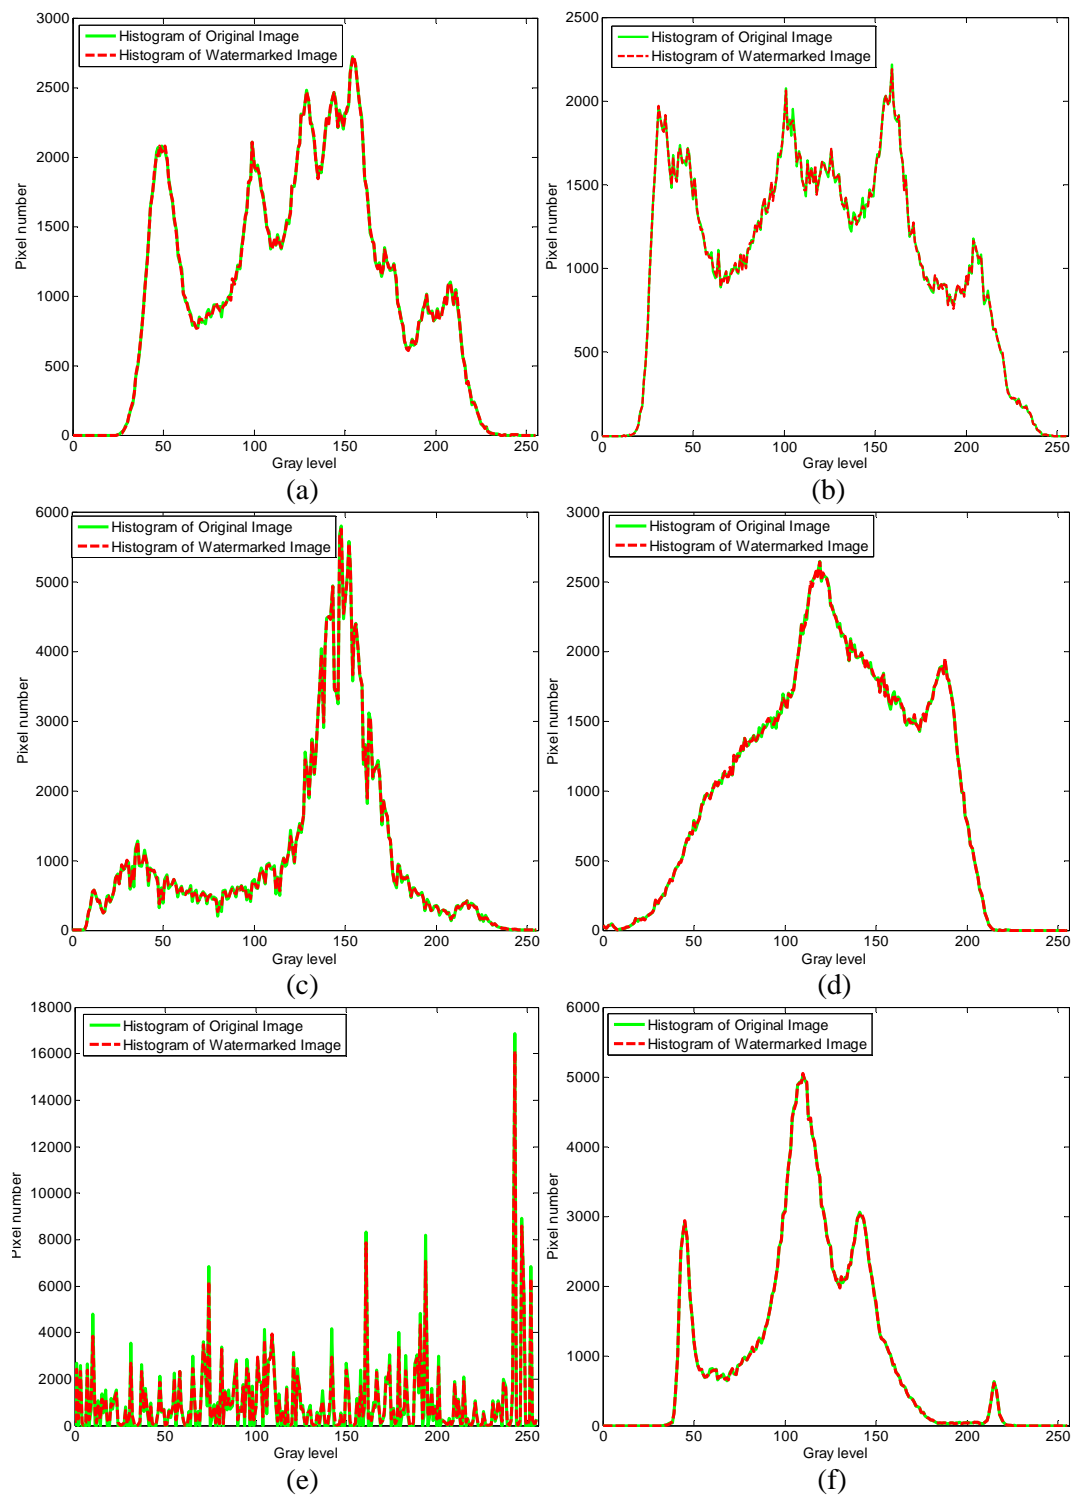 3000
2500
2000
1500
1000
500
0
0 50 100 150 200 250
Pixel number
Gray level
Histogram of Original Image
Histogram of Watermarked Image
(a)
2500
2000
1500
1000
500
0
0 50 100 150 200 250
Pixel number
Gray level
Histogram of Original Image
Histogram of Watermarked Image
(b)
6000
5000
4000
3000
2000
1000
0
0 50 100 150 200 250
Pixel number
Gray level
Histogram of Original Image
Histogram of Watermarked Image
(c)
3000
2500
2000
1500
1000
500
0
0 50 100 150 200 250
Pixel number
Gray level
Histogram of Original Image
Histogram of Watermarked Image
(d)
18000
16000
14000
12000
10000
8000
6000
4000
2000
0
0 50 100 150 200 250
Pixel number
Gray level
Histogram of Original Image
Histogram of Watermarked Image
(e)
6000
5000
4000
3000
2000
1000
0
0 50 100 150 200 250
Pixel number
Gray level
Histogram of Original Image
Histogram of Watermarked Image
(f)